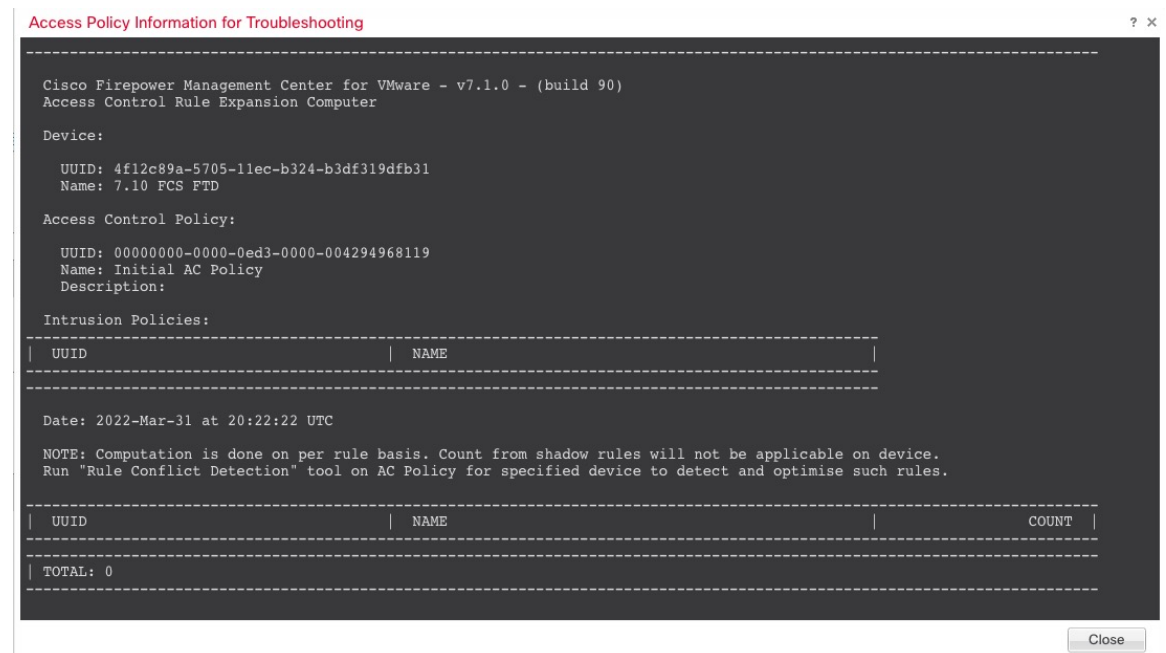 Access Policy Information for Troubleshooting ? ×
------------------------------------------------------------------------------------------------------------------------------
Cisco Firepower Management Center for VMware - v7.1.0 - (build 90)
Access Control Rule Expansion Computer
Device:
UUID: 4f12c89a-5705-11ec-b324-b3df319dfb31
Name: 7.10 FCS FTD
Access Control Policy:
UUID: 00000000-0000-0ed3-0000-004294968119
Name: Initial AC Policy
Description:
Intrusion Policies:
----------------------------------------------------------------------------------------------------
| UUID | NAME |
----------------------------------------------------------------------------------------------------
----------------------------------------------------------------------------------------------------
Date: 2022-Mar-31 at 20:22:22 UTC
NOTE: Computation is done on per rule basis. Count from shadow rules will not be applicable on device.
Run "Rule Conflict Detection" tool on AC Policy for specified device to detect and optimise such rules.
------------------------------------------------------------------------------------------------------------------------------
| UUID | NAME | COUNT |
------------------------------------------------------------------------------------------------------------------------------
------------------------------------------------------------------------------------------------------------------------------
| TOTAL: 0
------------------------------------------------------------------------------------------------------------------------------
Close